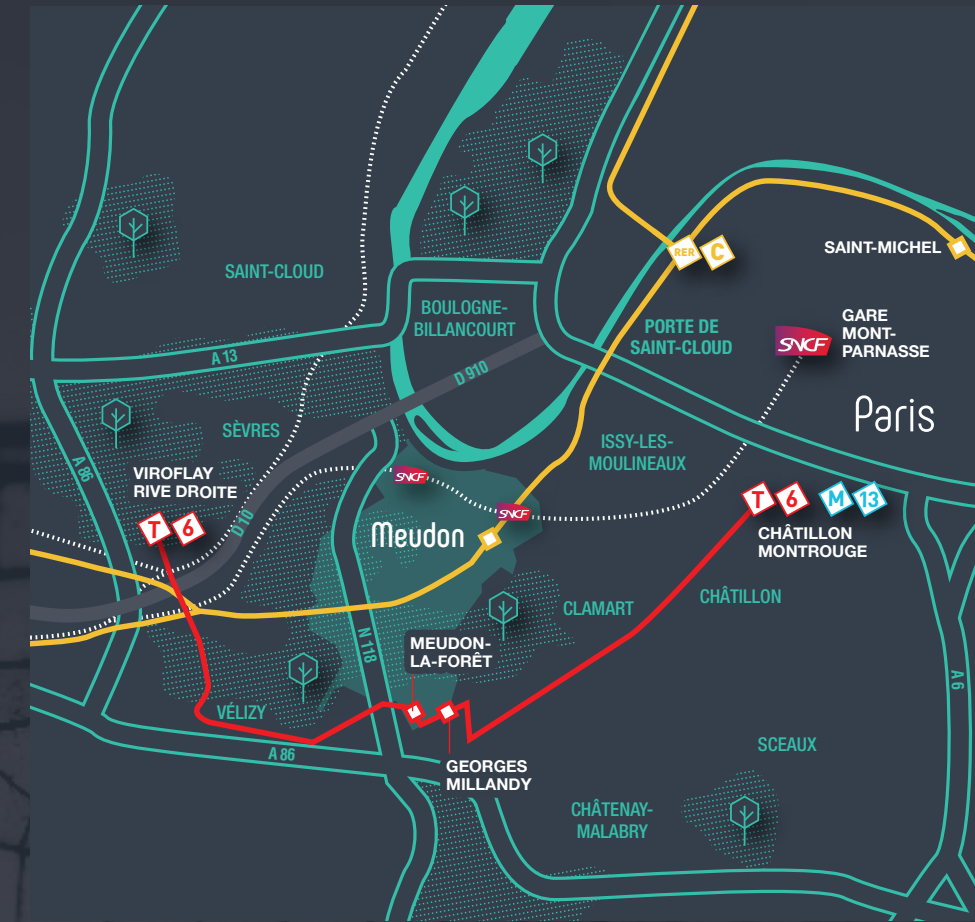 SAINT-MICHEL
RER
C
SAINT-CLOUD
BOULOGNE-
BILLANCOURT
PORTE DE
SAINT-CLOUD
GARE
MONT-
PARNASSE
SNCF
A 13
D 910
Paris
SÈVRES
ISSY-LES-
MOULINEAUX
A 86
VIROFLAY
RIVE DROITE
T 6
D 10
SNCF
SNCF
Meudon
T 6 M 13
CHÂTILLON
MONTROUGE
CLAMART
CHÂTILLON
N 118
MEUDON-
LA-FORÊT
A 6
VÉLIZY
A 86
SCEAUX
GEORGES
MILLANDY
CHÂTENAY-
MALABRY